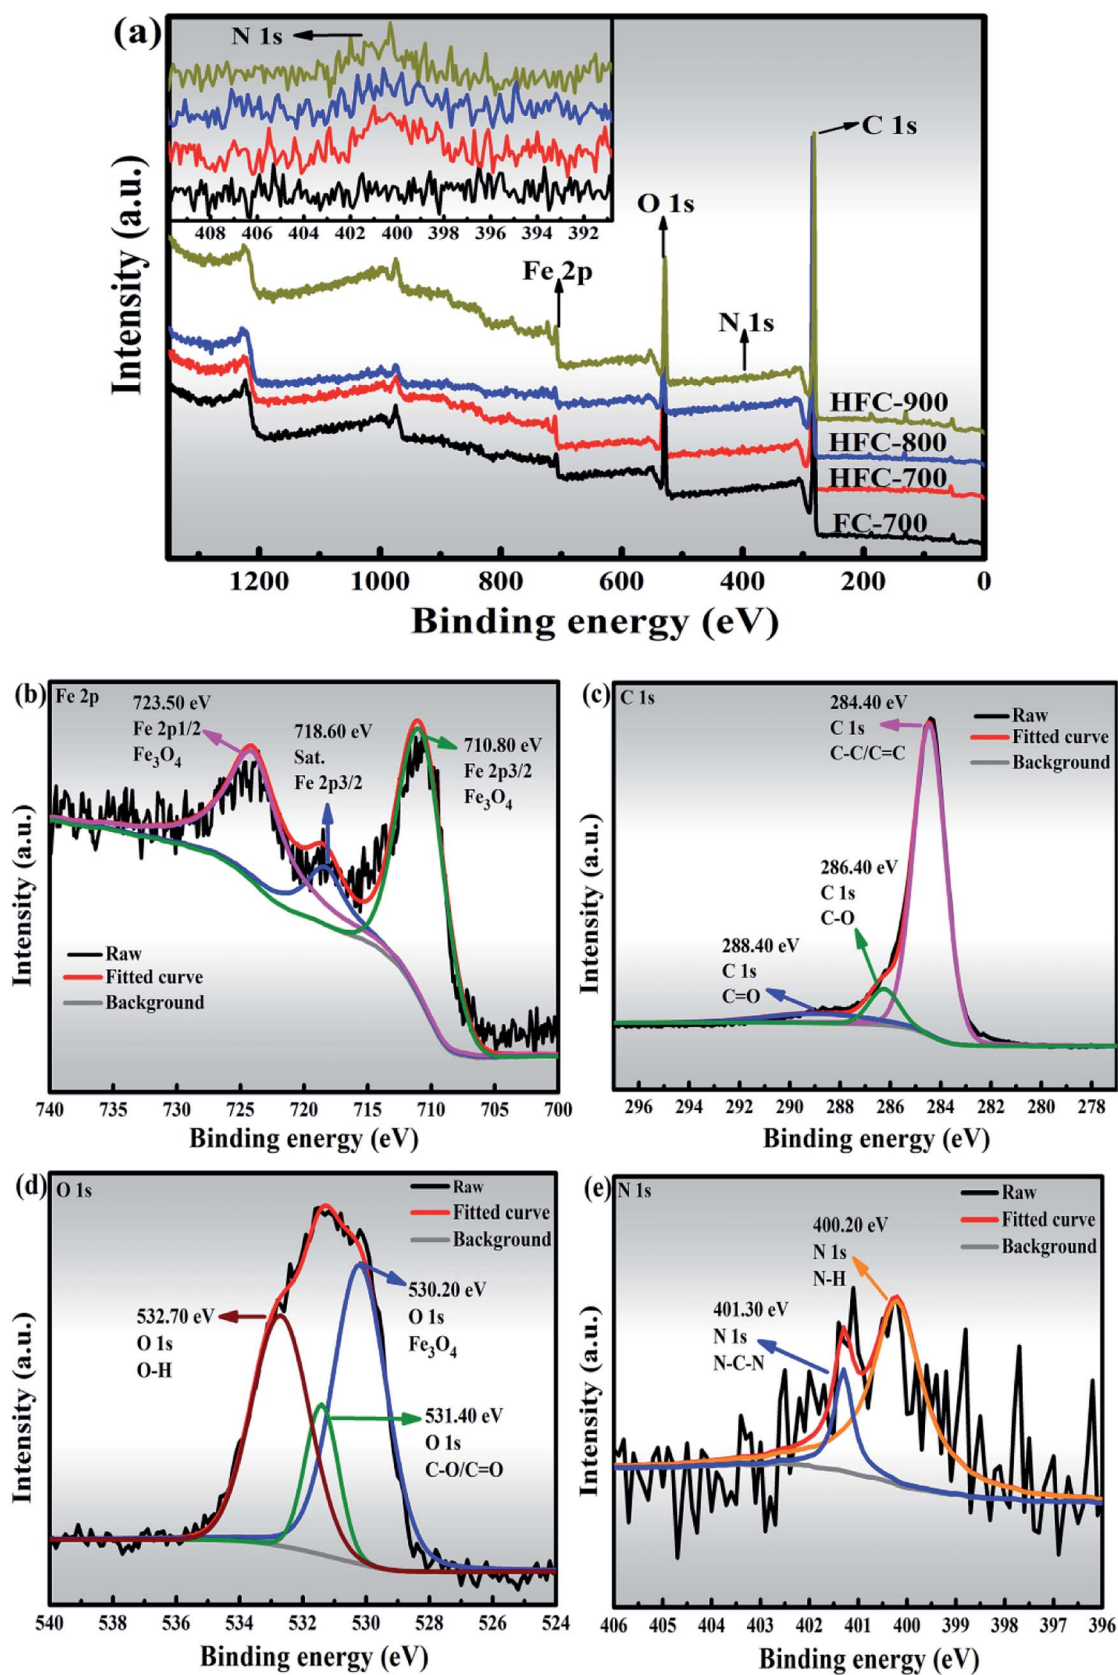 (a)
N 1s
408 406 404 402 400 398 396 394 392
C 1s
O 1s
Fe 2p
N 1s
HFC-900
HFC-800
HFC-700
FC-700
Intensity (a.u.)
1200 1000 800 600 400 200 0
Binding energy (eV)
(b)
Fe 2p
723.50 eV
Fe 2p1/2
Fe₃O₄
718.60 eV
Sat.
Fe 2p3/2
710.80 eV
Fe 2p3/2
Fe₃O₄
Raw
Fitted curve
Background
Intensity (a.u.)
740 735 730 725 720 715 710 705 700
Binding energy (eV)
(c)
C 1s
284.40 eV
C 1s
C-C/C=C
Raw
Fitted curve
Background
286.40 eV
C 1s
C-O
288.40 eV
C 1s
C=O
Intensity (a.u.)
296 294 292 290 288 286 284 282 280 278
Binding energy (eV)
(d)
O 1s
Raw
Fitted curve
Background
532.70 eV
O 1s
O-H
530.20 eV
O 1s
Fe₃O₄
531.40 eV
O 1s
C-O/C=O
Intensity (a.u.)
540 538 536 534 532 530 528 526 524
Binding energy (eV)
(e)
N 1s
Raw
Fitted curve
Background
400.20 eV
N 1s
N-H
401.30 eV
N 1s
N-C-N
Intensity (a.u.)
406 405 404 403 402 401 400 399 398 397 396
Binding energy (eV)